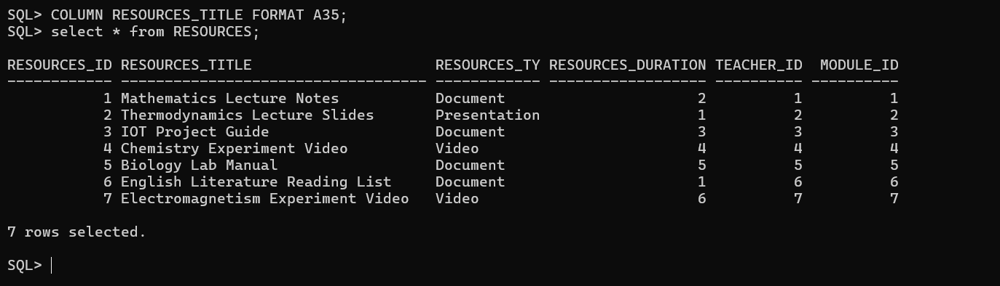 SQL> COLUMN RESOURCES_TITLE FORMAT A35;
SQL> select * from RESOURCES;
RESOURCES_ID RESOURCES_TITLE                     RESOURCES_TY RESOURCES_DURATION TEACHER_ID  MODULE_ID
------------ ----------------------------------- ------------ ------------------ ---------- ----------
           1 Mathematics Lecture Notes           Document                      2          1          1
           2 Thermodynamics Lecture Slides       Presentation                  1          2          2
           3 IOT Project Guide                   Document                      3          3          3
           4 Chemistry Experiment Video          Video                         4          4          4
           5 Biology Lab Manual                  Document                      5          5          5
           6 English Literature Reading List     Document                      1          6          6
           7 Electromagnetism Experiment Video   Video                         6          7          7
7 rows selected.
SQL>